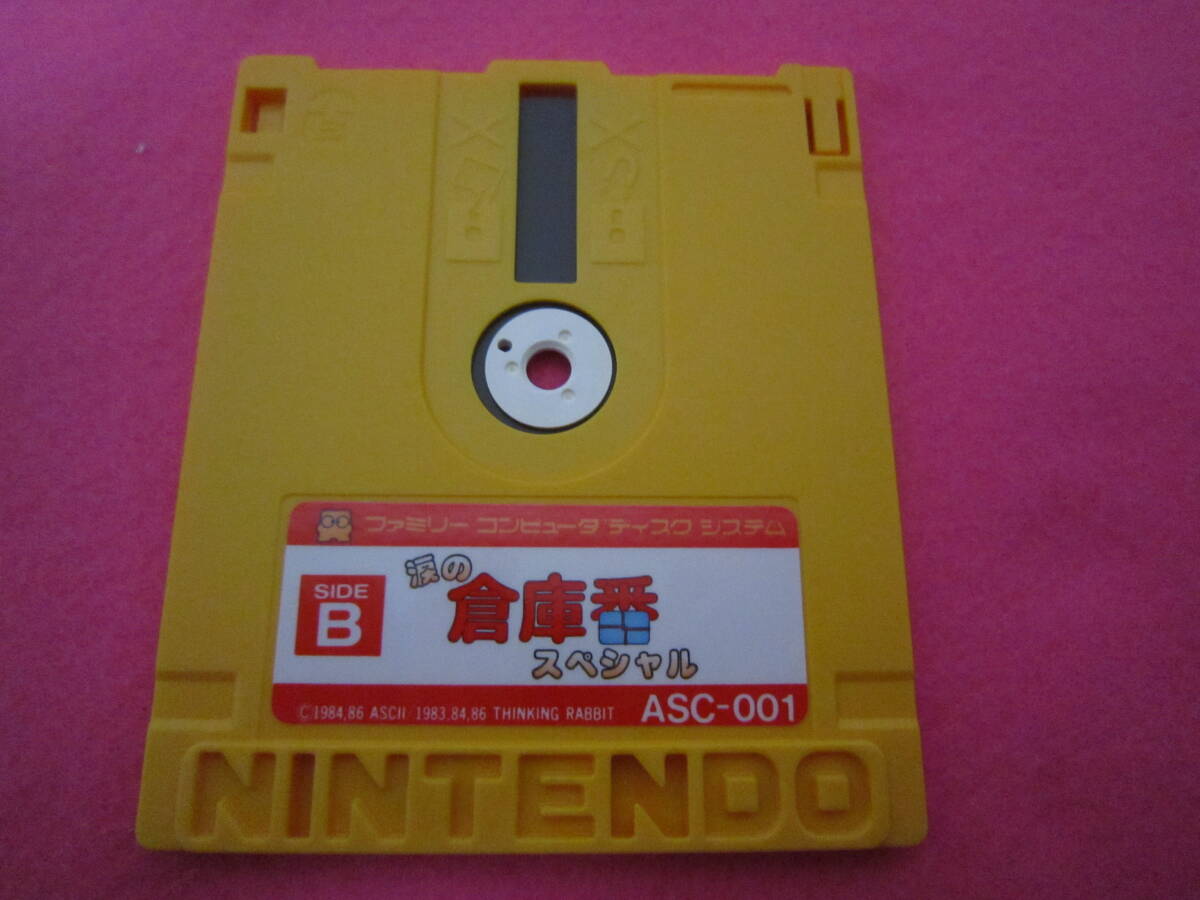 ファミリー コンピュータ ディスク システム
SIDE
B
涙の
倉庫番
スペシャル
©1984,86 ASCII / 1983.84,86 THINKING RABBIT
ASC-001
NINTENDO